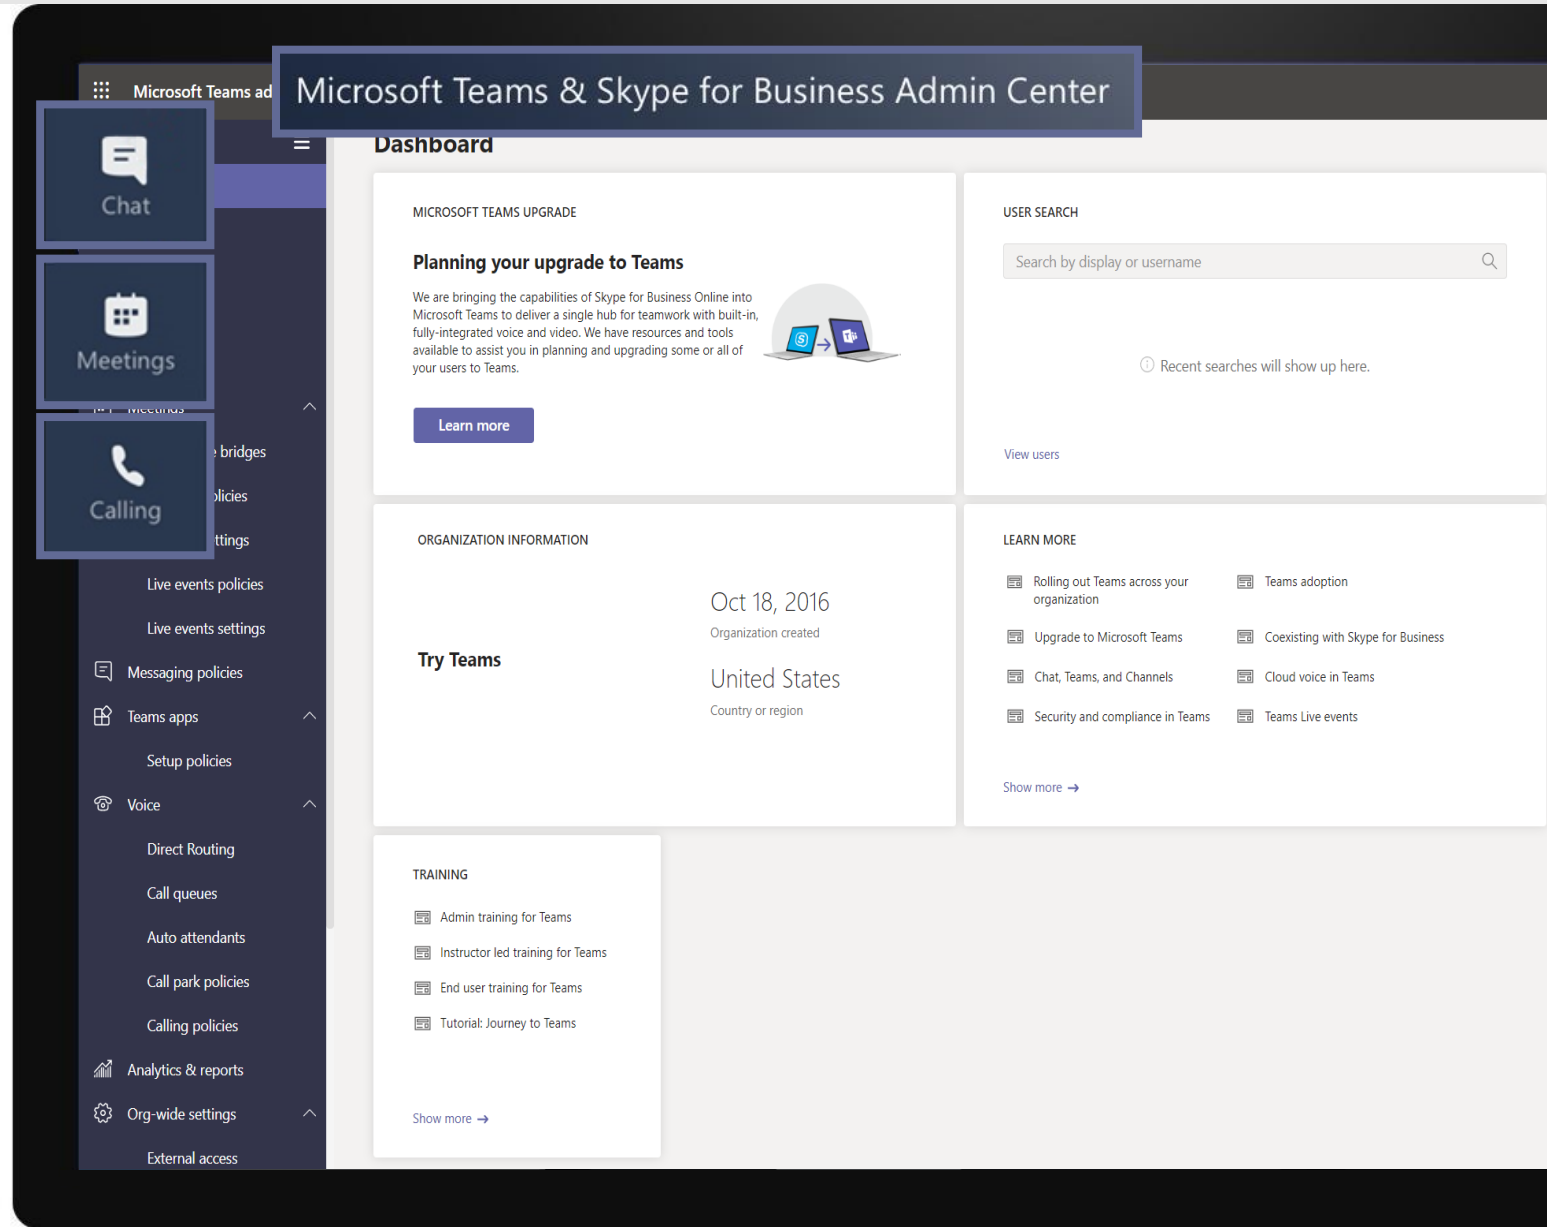 Microsoft Teams & Skype for Business Admin Center
Microsoft Teams ad
Chat
Meetings
Calling
Meetings
bridges
ttings
Live events policies
Live events settings
Messaging policies
Teams apps
Setup policies
Voice
Direct Routing
Call queues
Auto attendants
Call park policies
Calling policies
Analytics & reports
Org-wide settings
External access
Dashboard
MICROSOFT TEAMS UPGRADE
Planning your upgrade to Teams
We are bringing the capabilities of Skype for Business Online into
Microsoft Teams to deliver a single hub for teamwork with built-in,
fully-integrated voice and video. We have resources and tools
available to assist you in planning and upgrading some or all of
your users to Teams.
Learn more
USER SEARCH
Search by display or username
Recent searches will show up here.
View users
ORGANIZATION INFORMATION
Try Teams
Oct 18, 2016
Organization created
United States
Country or region
LEARN MORE
Rolling out Teams across your
organization
Teams adoption
Upgrade to Microsoft Teams
Coexisting with Skype for Business
Chat, Teams, and Channels
Cloud voice in Teams
Security and compliance in Teams
Teams Live events
Show more
TRAINING
Admin training for Teams
Instructor led training for Teams
End user training for Teams
Tutorial: Journey to Teams
Show more